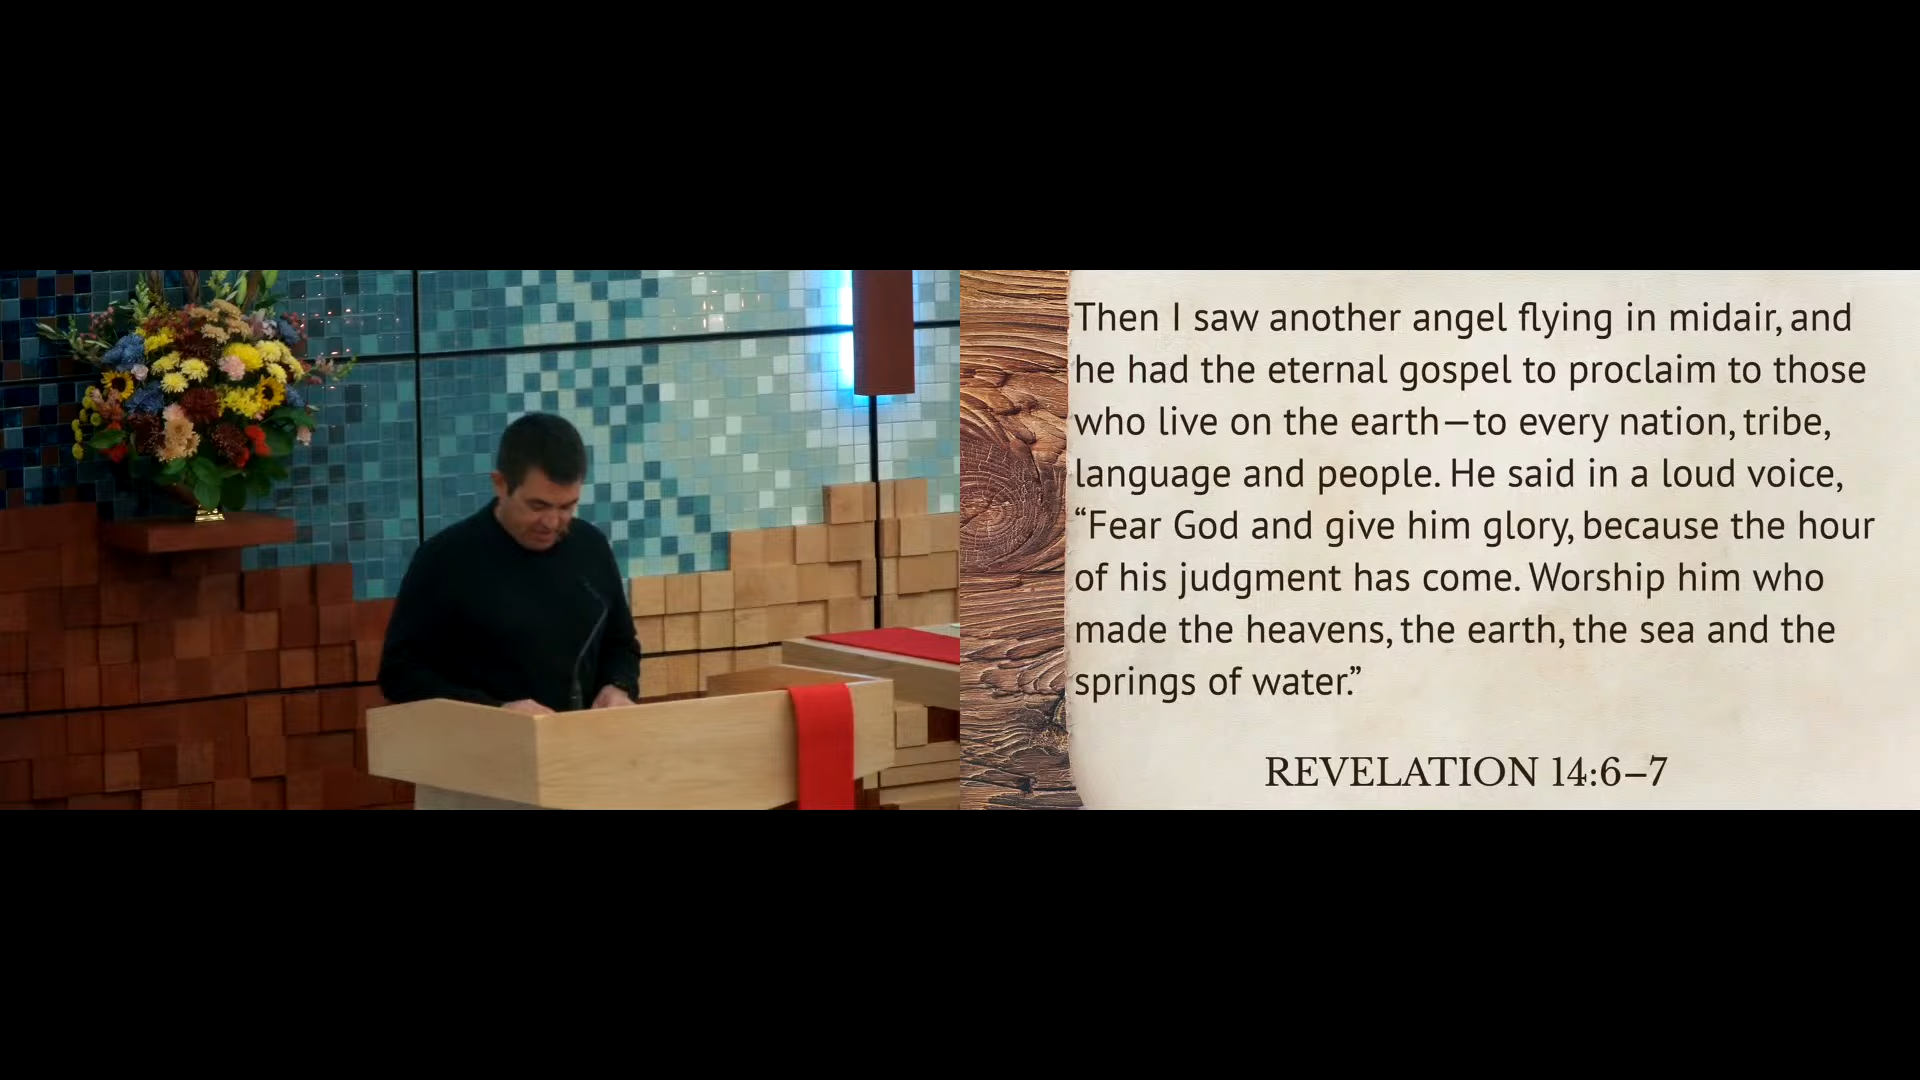 Then I saw another angel flying in midair, and
he had the eternal gospel to proclaim to those
who live on the earth—to every nation, tribe,
language and people. He said in a loud voice,
“Fear God and give him glory, because the hour
of his judgment has come. Worship him who
made the heavens, the earth, the sea and the
springs of water.”
REVELATION 14:6–7